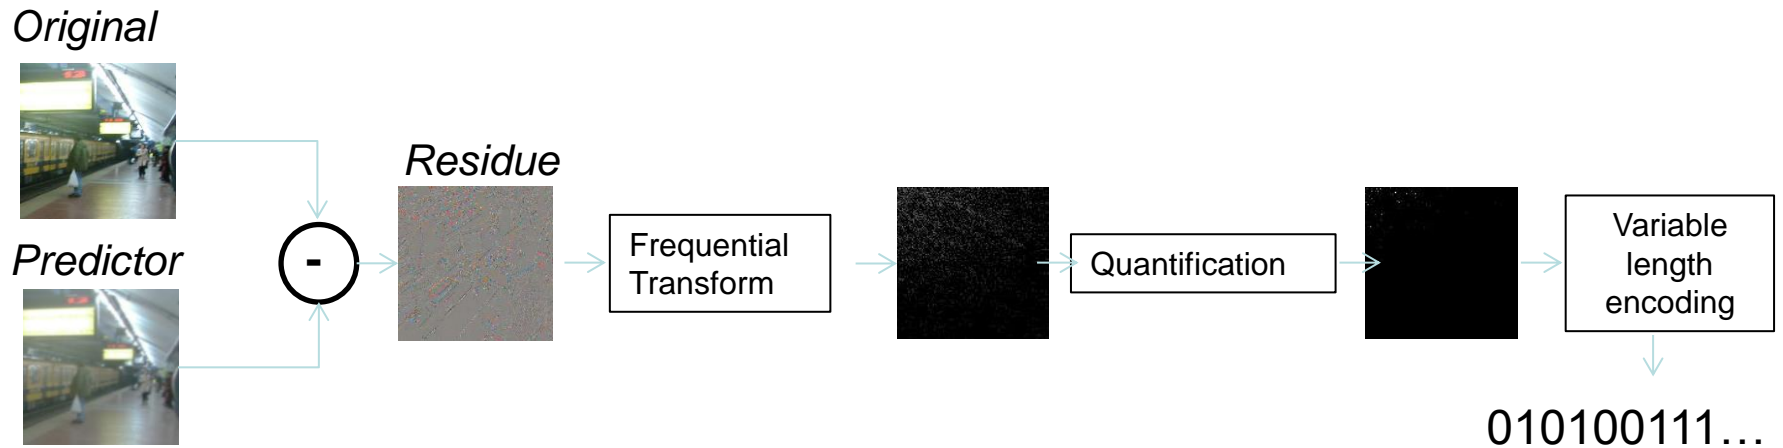 Original
Predictor
-
Residue
Frequential
Transform
Quantification
Variable
length
encoding
010100111...